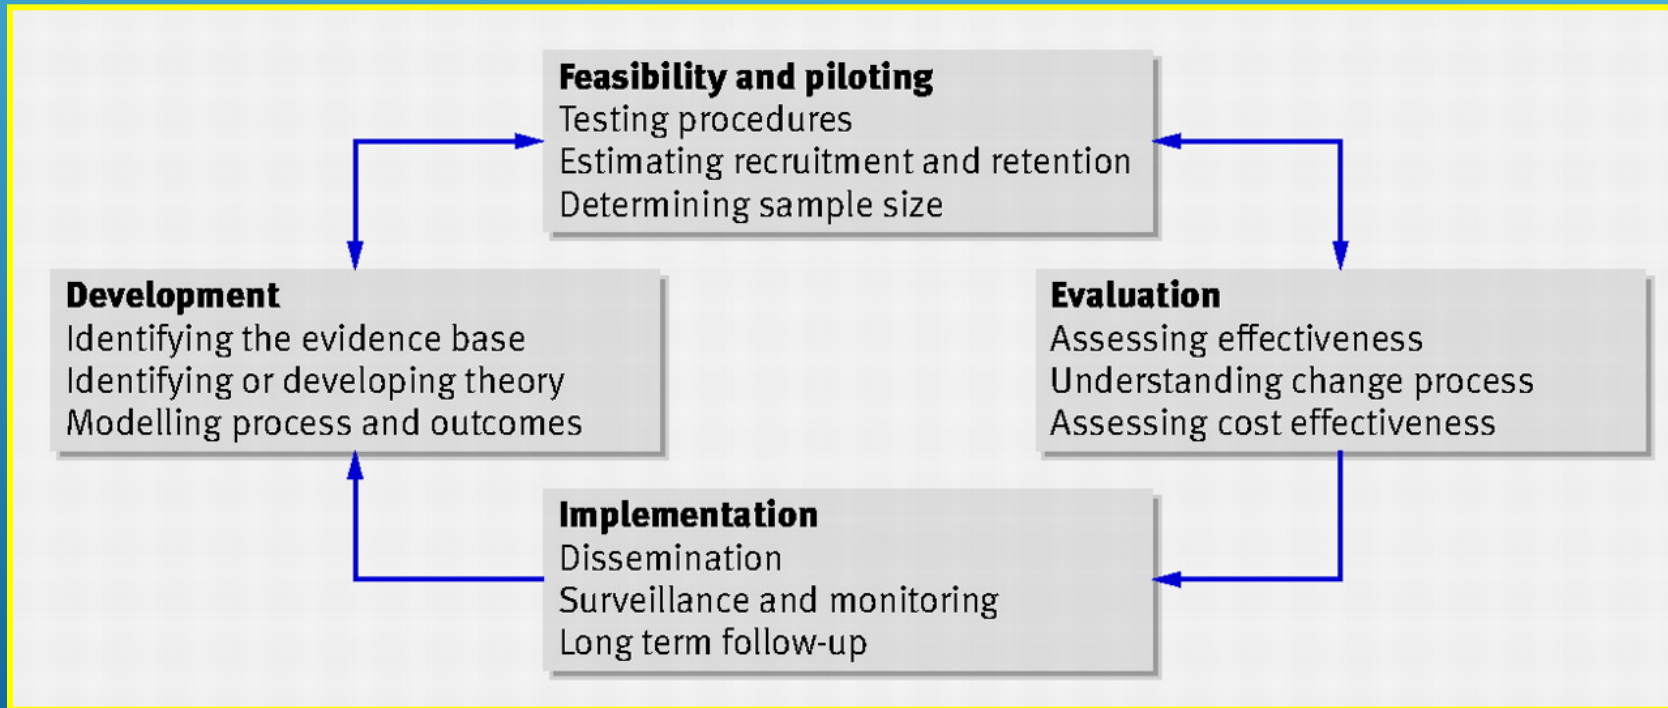 Feasibility and piloting
Testing procedures
Estimating recruitment and retention
Determining sample size
Development
Identifying the evidence base
Identifying or developing theory
Modelling process and outcomes
Evaluation
Assessing effectiveness
Understanding change process
Assessing cost effectiveness
Implementation
Dissemination
Surveillance and monitoring
Long term follow-up